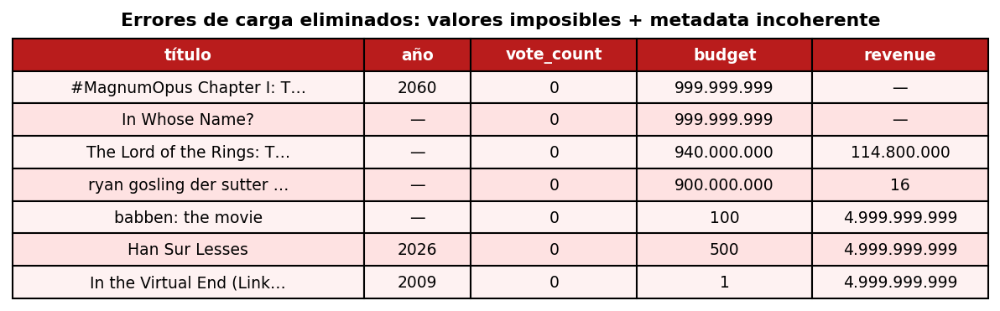 Errores de carga eliminados: valores imposibles + metadata incoherente
título año vote_count budget revenue
#MagnumOpus Chapter I: T… 2060 0 999.999.999 —
In Whose Name? — 0 999.999.999 —
The Lord of the Rings: T… — 0 940.000.000 114.800.000
ryan gosling der sutter … — 0 900.000.000 16
babben: the movie — 0 100 4.999.999.999
Han Sur Lesses 2026 0 500 4.999.999.999
In the Virtual End (Link… 2009 0 1 4.999.999.999